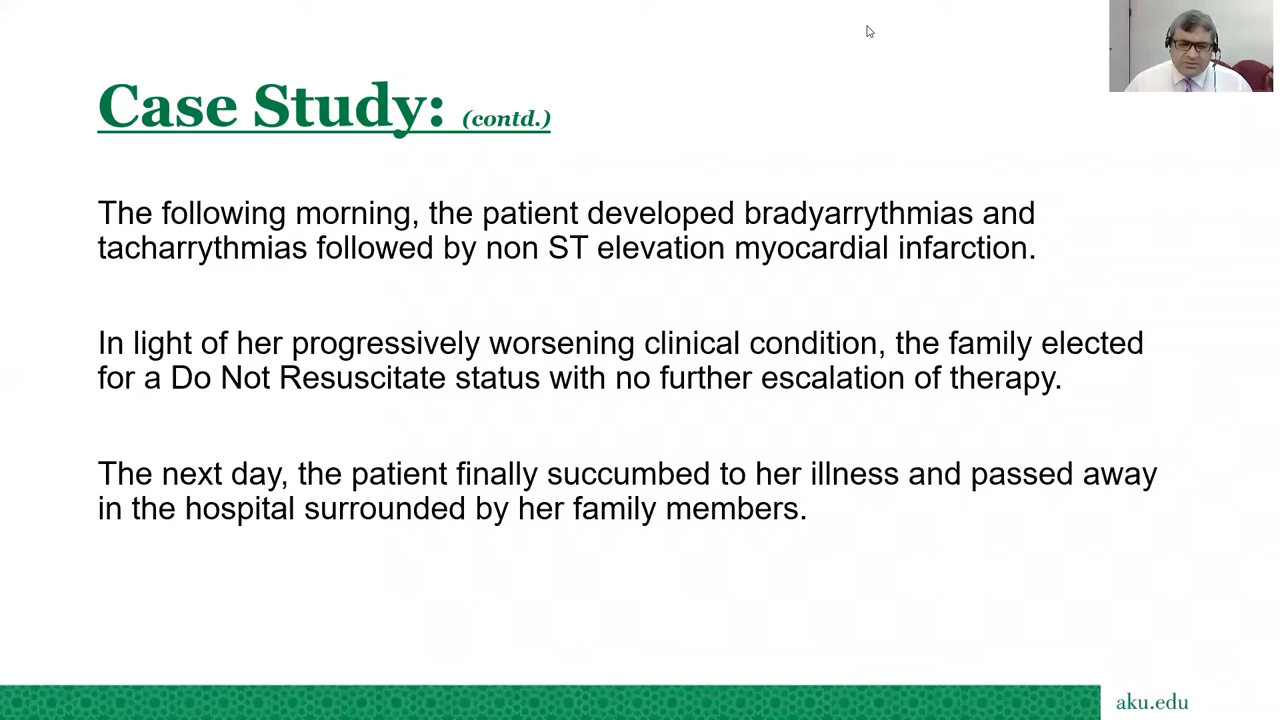 Case Study: (contd.)
The following morning, the patient developed bradyarrythmias and
tacharrythmias followed by non ST elevation myocardial infarction.
In light of her progressively worsening clinical condition, the family elected
for a Do Not Resuscitate status with no further escalation of therapy.
The next day, the patient finally succumbed to her illness and passed away
in the hospital surrounded by her family members.
aku.edu